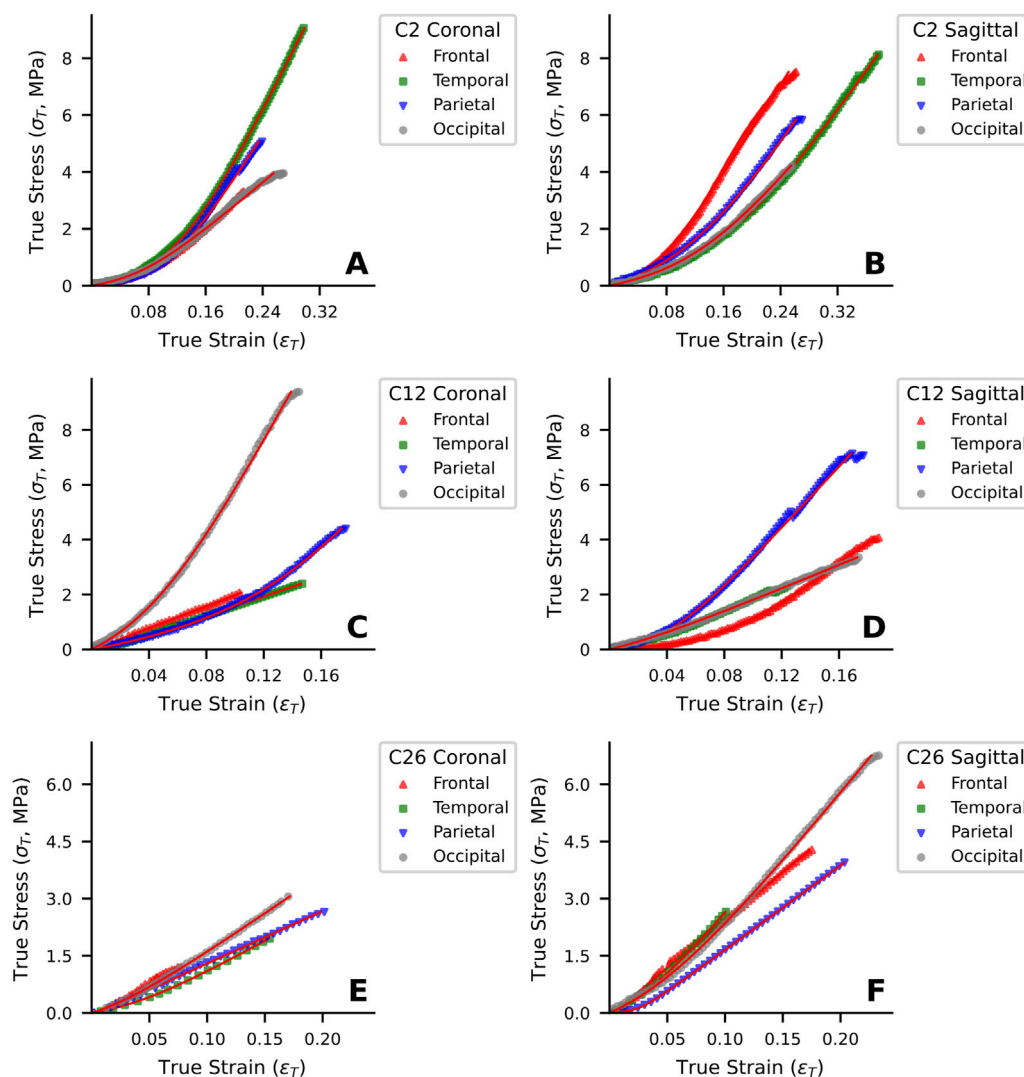 C2 Coronal
Frontal
Temporal
Parietal
Occipital
True Stress (σT, MPa)
8
6
4
2
0
A
0.08 0.16 0.24 0.32
True Strain (εT)
C2 Sagittal
Frontal
Temporal
Parietal
Occipital
True Stress (σT, MPa)
8
6
4
2
0
B
0.08 0.16 0.24 0.32
True Strain (εT)
C12 Coronal
Frontal
Temporal
Parietal
Occipital
True Stress (σT, MPa)
8
6
4
2
0
C
0.04 0.08 0.12 0.16
True Strain (εT)
C12 Sagittal
Frontal
Temporal
Parietal
Occipital
True Stress (σT, MPa)
8
6
4
2
0
D
0.04 0.08 0.12 0.16
True Strain (εT)
C26 Coronal
Frontal
Temporal
Parietal
Occipital
True Stress (σT, MPa)
6.0
4.5
3.0
1.5
0.0
E
0.05 0.10 0.15 0.20
True Strain (εT)
C26 Sagittal
Frontal
Temporal
Parietal
Occipital
True Stress (σT, MPa)
6.0
4.5
3.0
1.5
0.0
F
0.05 0.10 0.15 0.20
True Strain (εT)